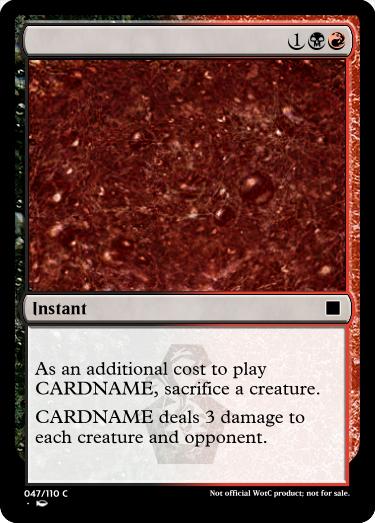 1
Instant
As an additional cost to play
CARDNAME, sacrifice a creature.
CARDNAME deals 3 damage to
each creature and opponent.
047/110 C
Not official WotC product; not for sale.